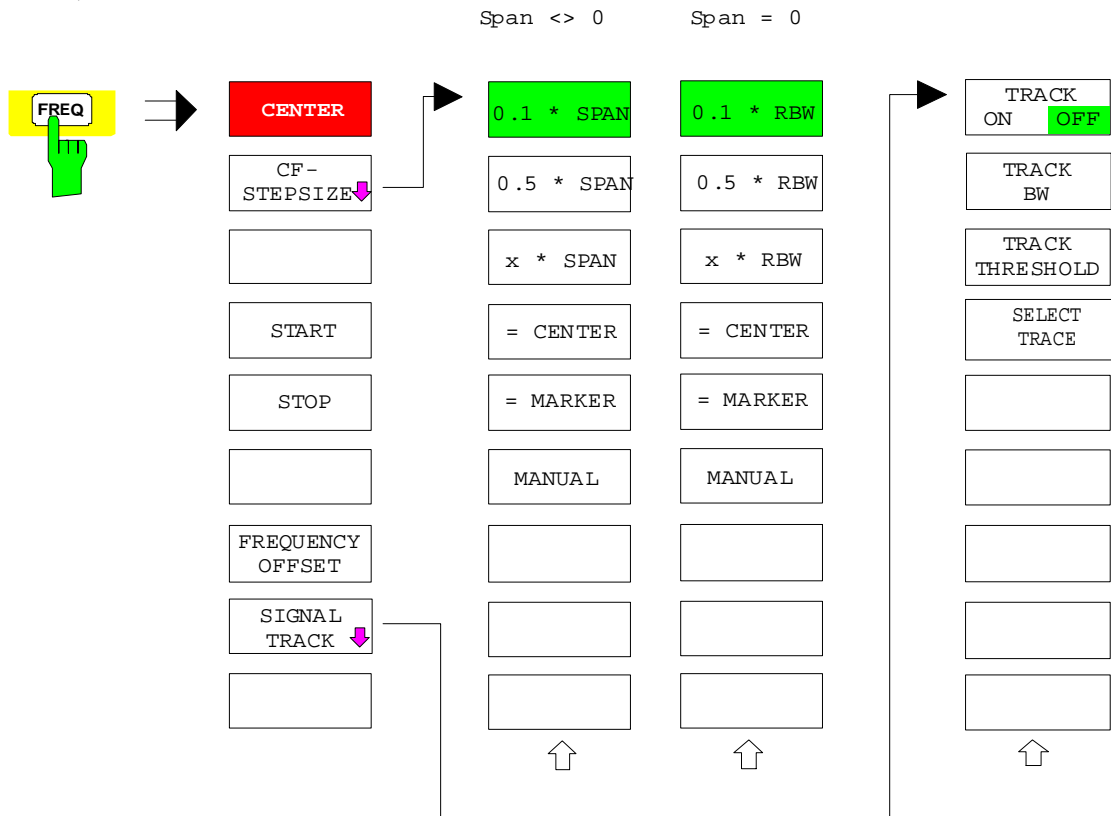 Span <> 0
Span = 0
FREQ
CENTER
CF-
STEPSIZE
START
STOP
FREQUENCY
OFFSET
SIGNAL
TRACK
0.1 * SPAN
0.5 * SPAN
x * SPAN
= CENTER
= MARKER
MANUAL
0.1 * RBW
0.5 * RBW
x * RBW
= CENTER
= MARKER
MANUAL
TRACK
ON OFF
TRACK
BW
TRACK
THRESHOLD
SELECT
TRACE